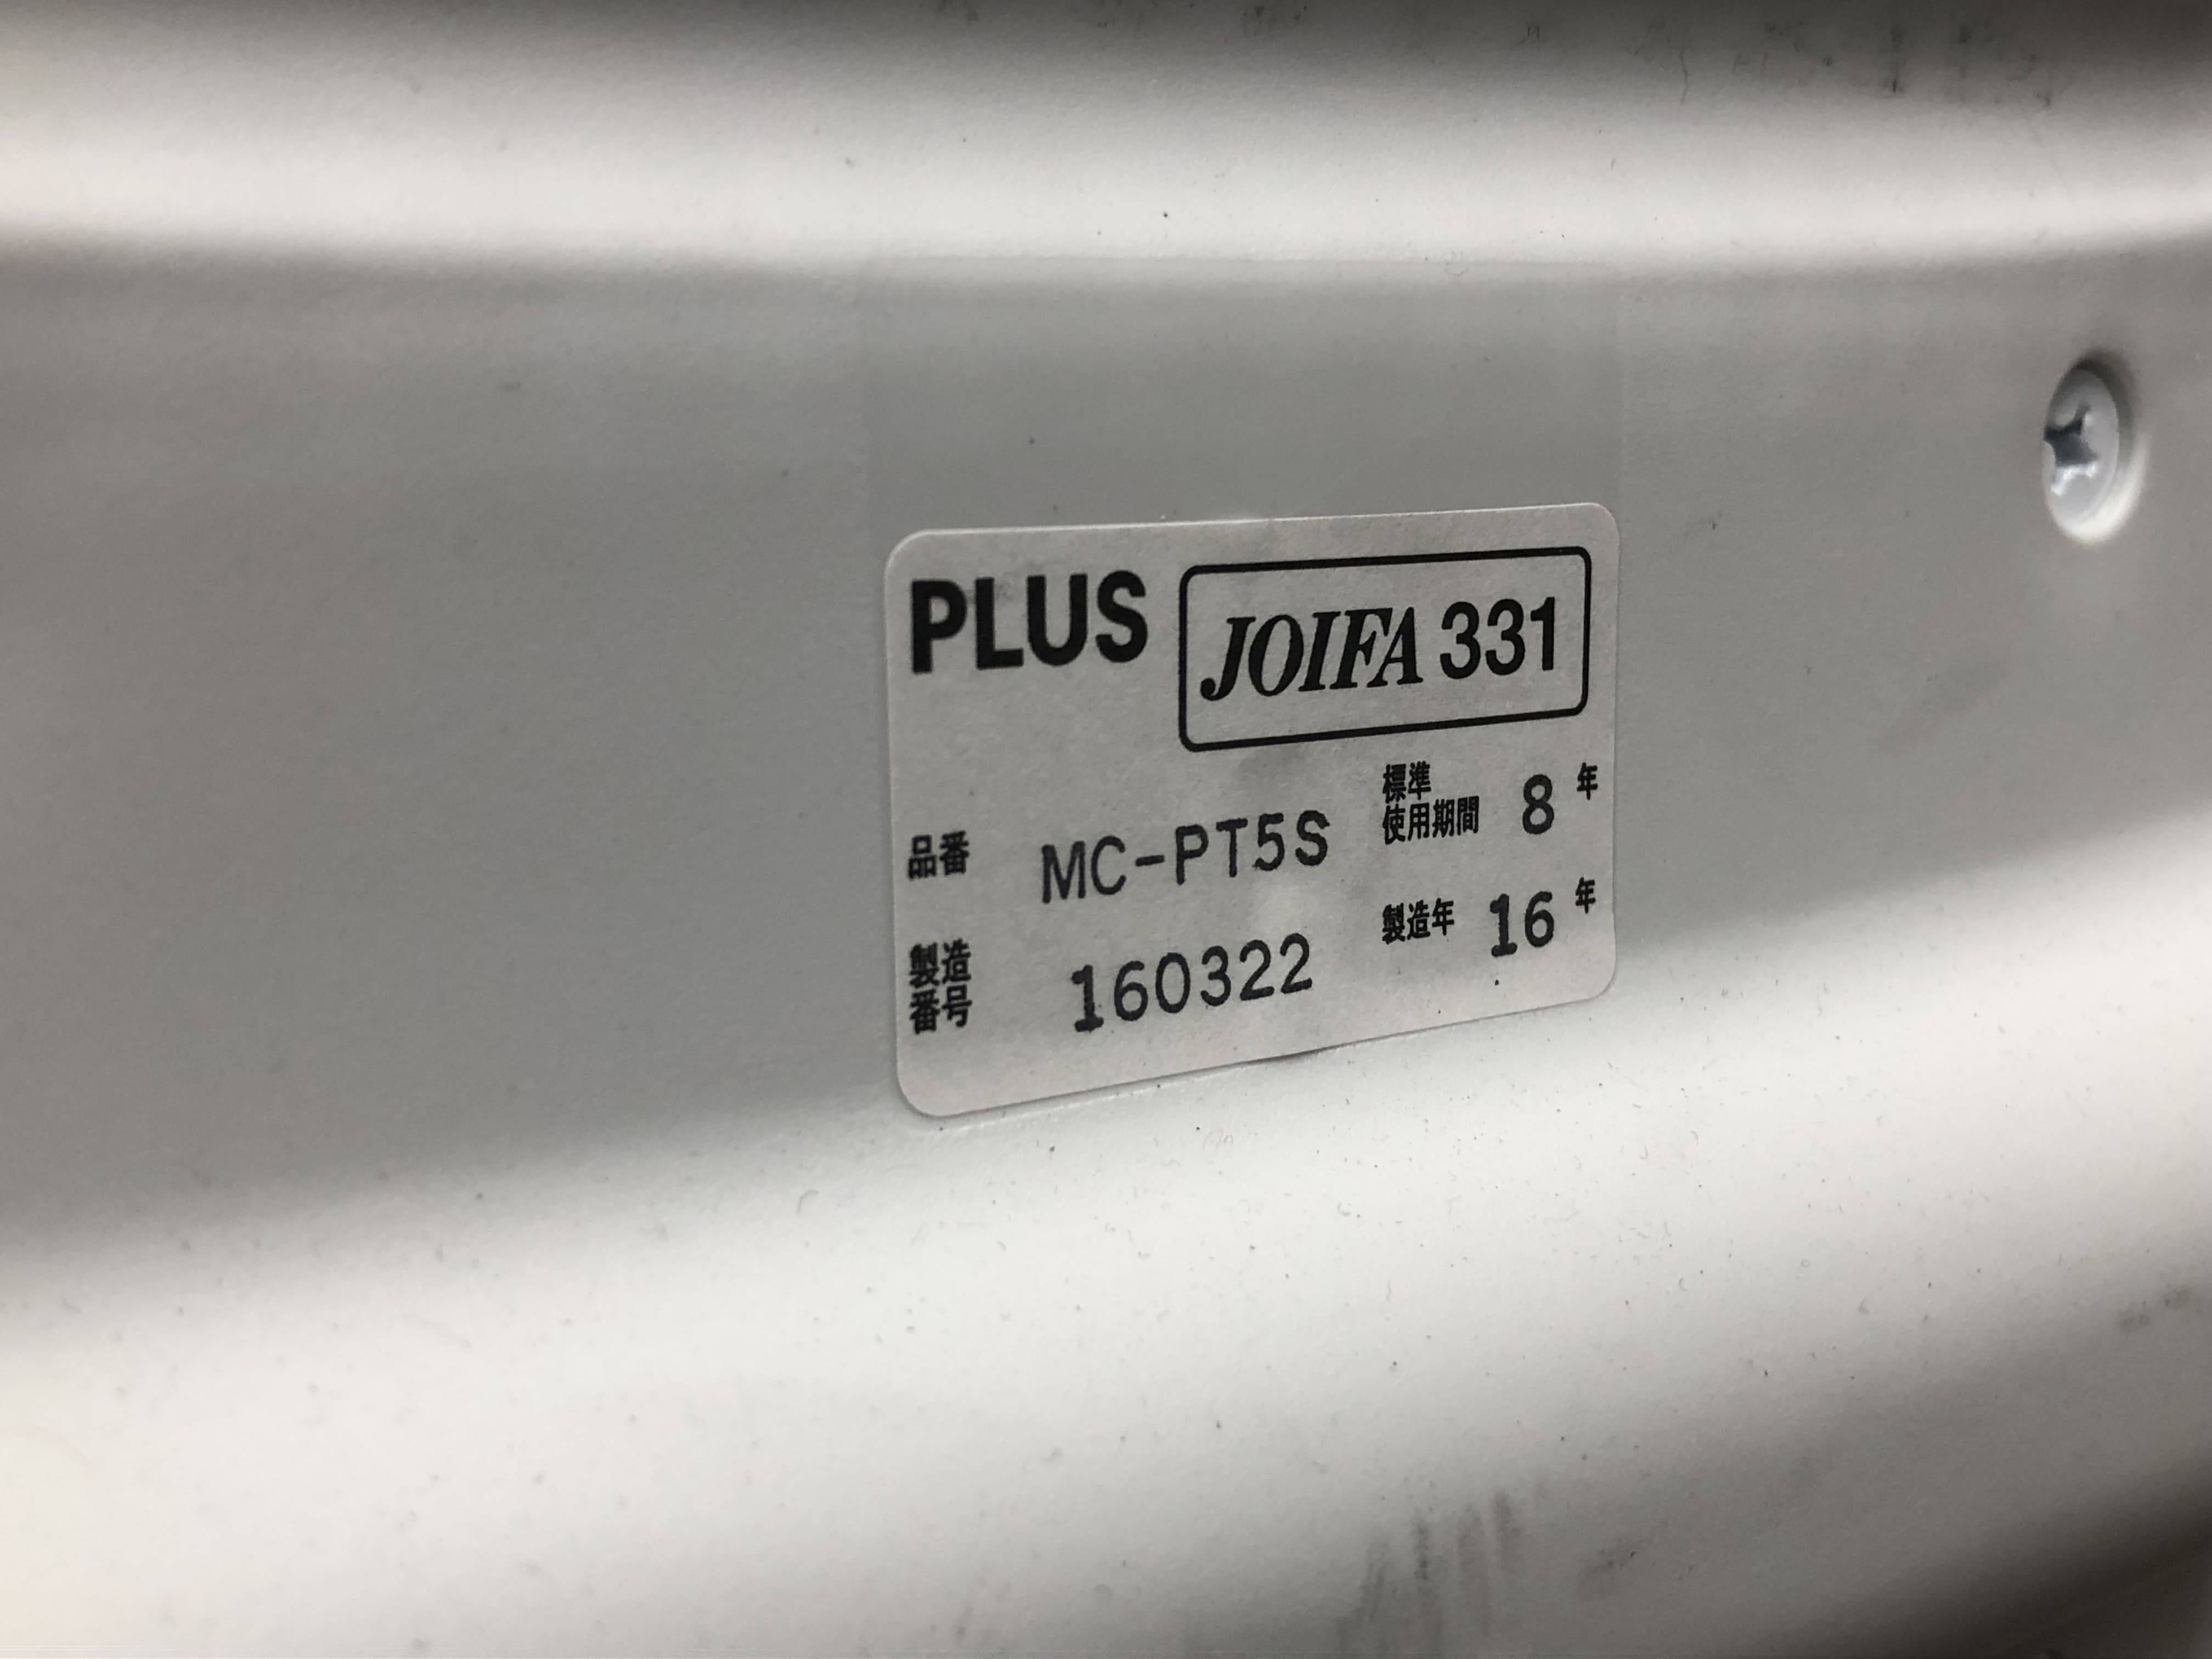 PLUS JOIFA 331
品番 MC-PT5S 標準使用期間 8 年
製造番号 160322 製造年 16 年